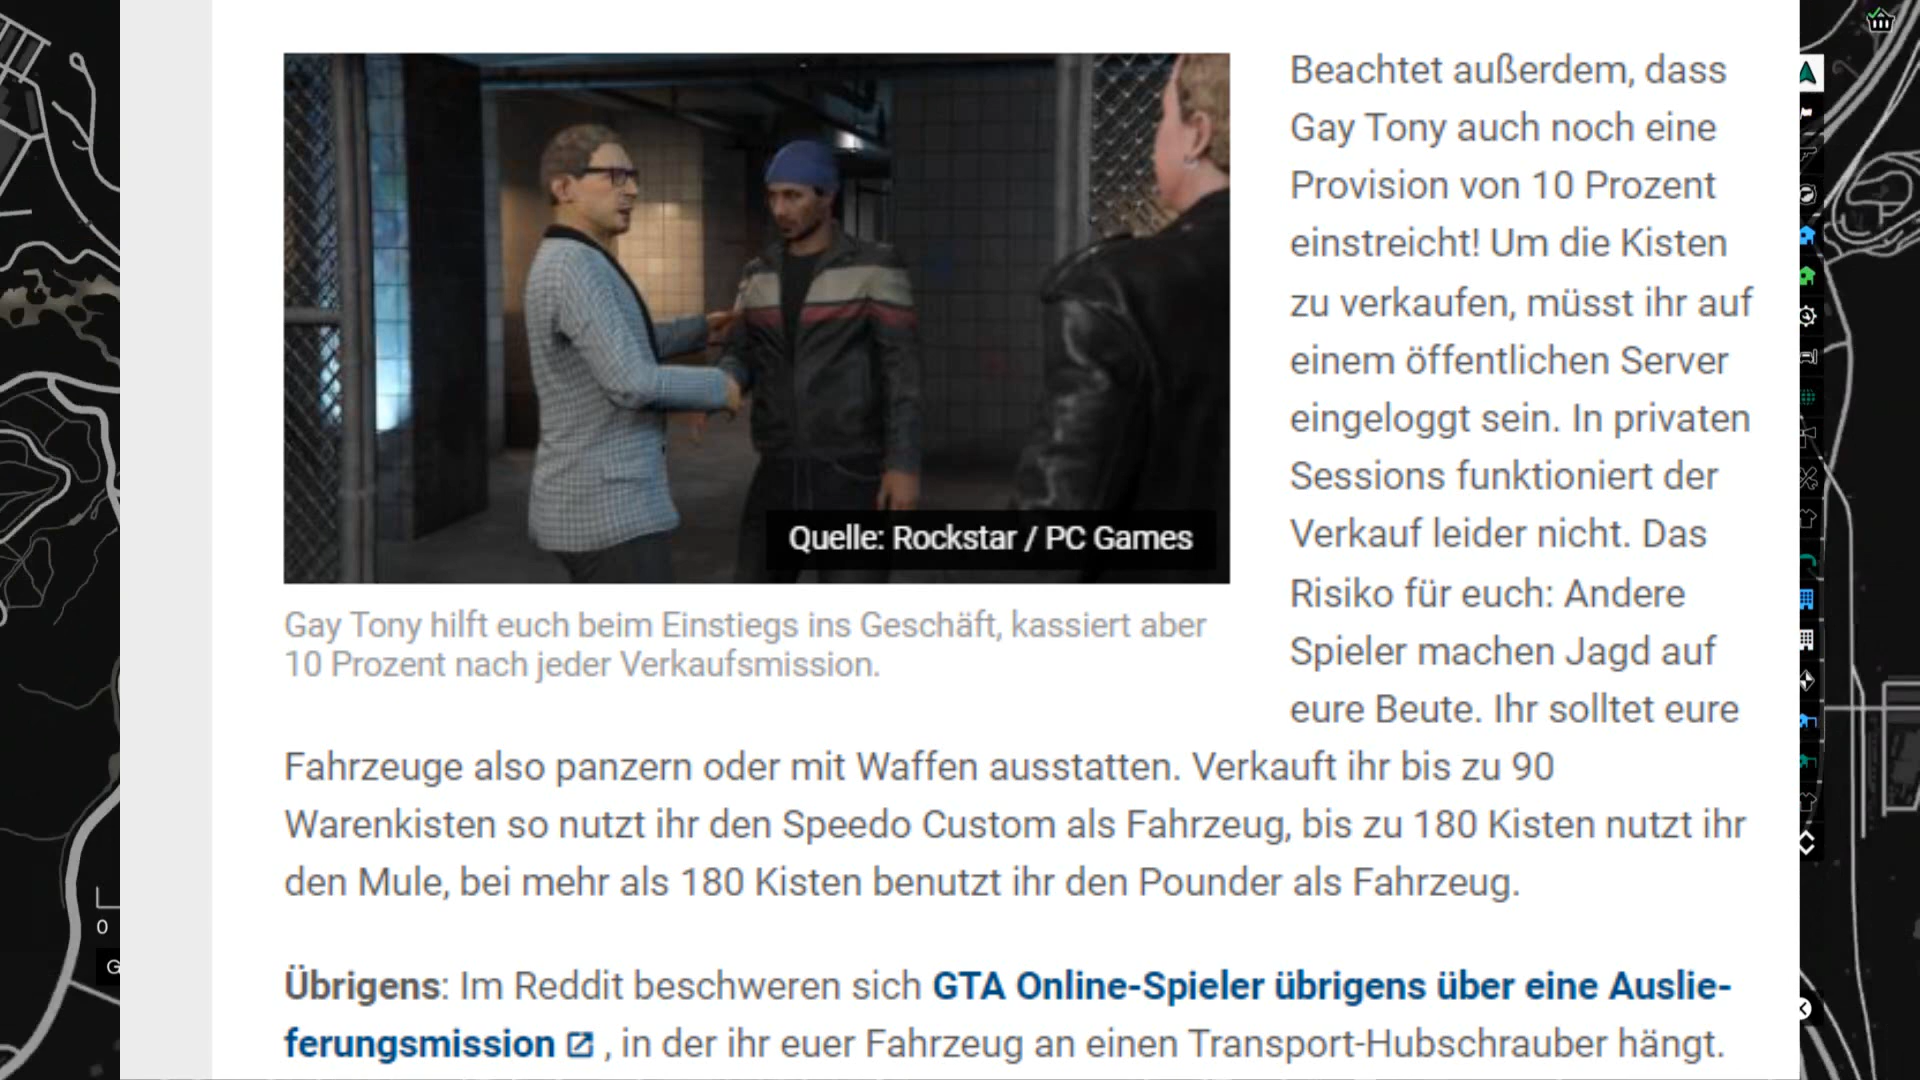 Beachtet außerdem, dass
Gay Tony auch noch eine
Provision von 10 Prozent
einstreicht! Um die Kisten
zu verkaufen, müsst ihr auf
einem öffentlichen Server
eingeloggt sein. In privaten
Sessions funktioniert der
Verkauf leider nicht. Das
Risiko für euch: Andere
Spieler machen Jagd auf
eure Beute. Ihr solltet eure
Quelle: Rockstar / PC Games
Gay Tony hilft euch beim Einstiegs ins Geschäft, kassiert aber
10 Prozent nach jeder Verkaufsmission.
Fahrzeuge also panzern oder mit Waffen ausstatten. Verkauft ihr bis zu 90
Warenkisten so nutzt ihr den Speedo Custom als Fahrzeug, bis zu 180 Kisten nutzt ihr
den Mule, bei mehr als 180 Kisten benutzt ihr den Pounder als Fahrzeug.
Übrigens: Im Reddit beschweren sich GTA Online-Spieler übrigens über eine Auslie-
ferungsmission , in der ihr euer Fahrzeug an einen Transport-Hubschrauber hängt.
0
G